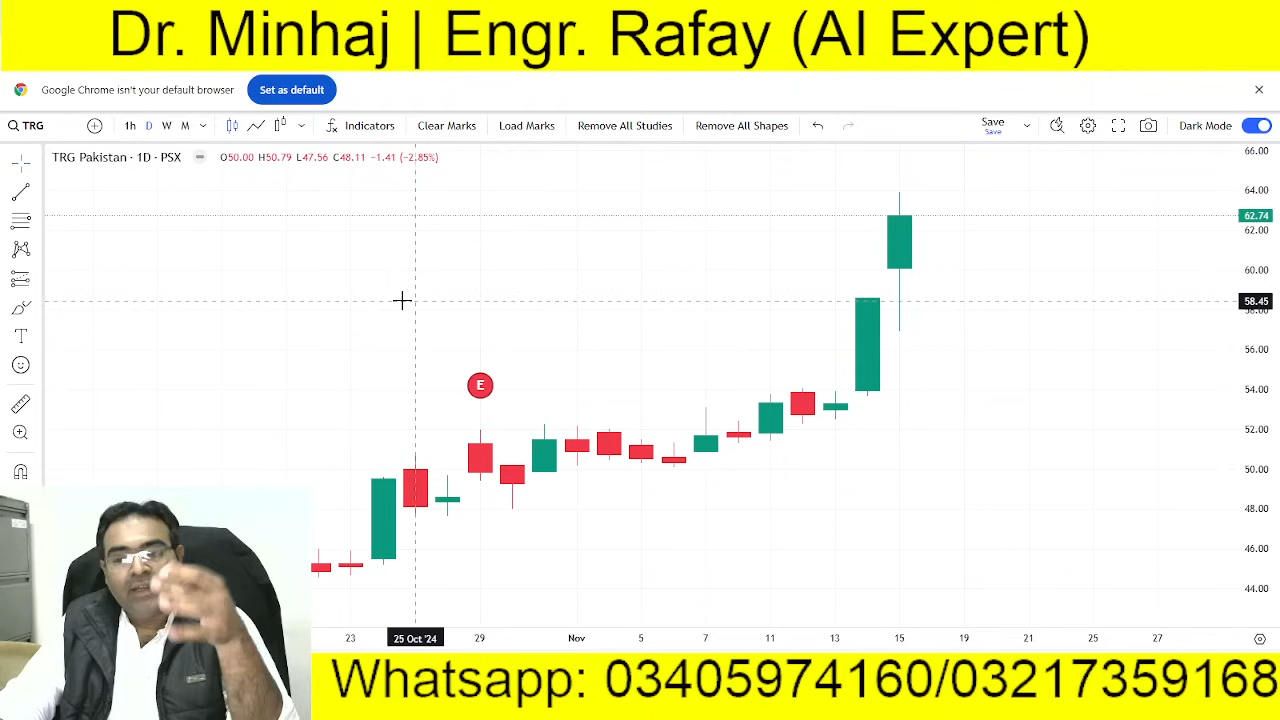 Dr. Minhaj | Engr. Rafay (AI Expert)
Google Chrome isn't your default browser Set as default
TRG 1h D W M Indicators Clear Marks Load Marks Remove All Studies Remove All Shapes Save Save Dark Mode
TRG Pakistan · 1D · PSX O50.00 H50.79 L47.56 C48.11 −1.41 (−2.85%)
66.00
64.00
62.74
62.00
60.00
58.45
58.00
56.00
54.00
E
52.00
50.00
48.00
46.00
44.00
23 25 Oct '24 29 Nov 5 7 11 13 15 19 21 25 27
Whatsapp: 03405974160/03217359168